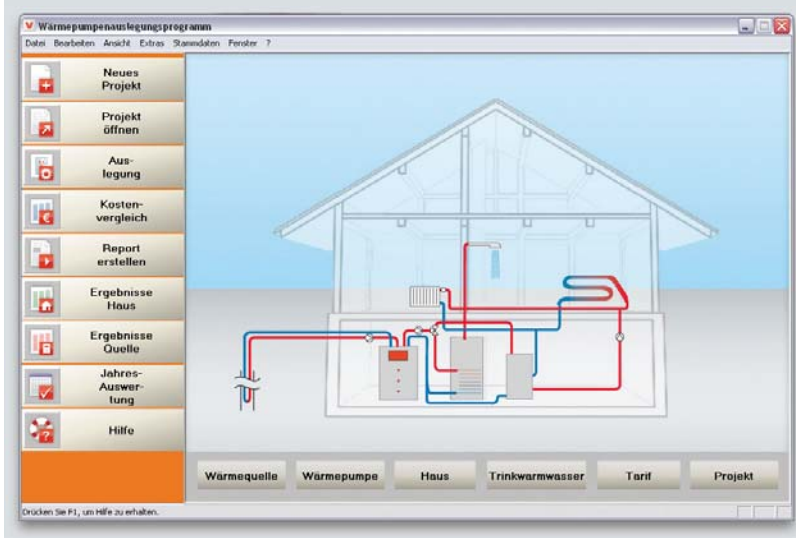 Wärmepumpenauslegungsprogramm
Datei Bearbeiten Ansicht Extras Stammdaten Fenster ?
Neues
Projekt
Projekt
öffnen
Aus-
legung
Kosten-
vergleich
Report
erstellen
Ergebnisse
Haus
Ergebnisse
Quelle
Jahres-
Auswer-
tung
Hilfe
Wärmequelle Wärmepumpe Haus Trinkwarmwasser Tarif Projekt
Drücken Sie F1, um Hilfe zu erhalten.